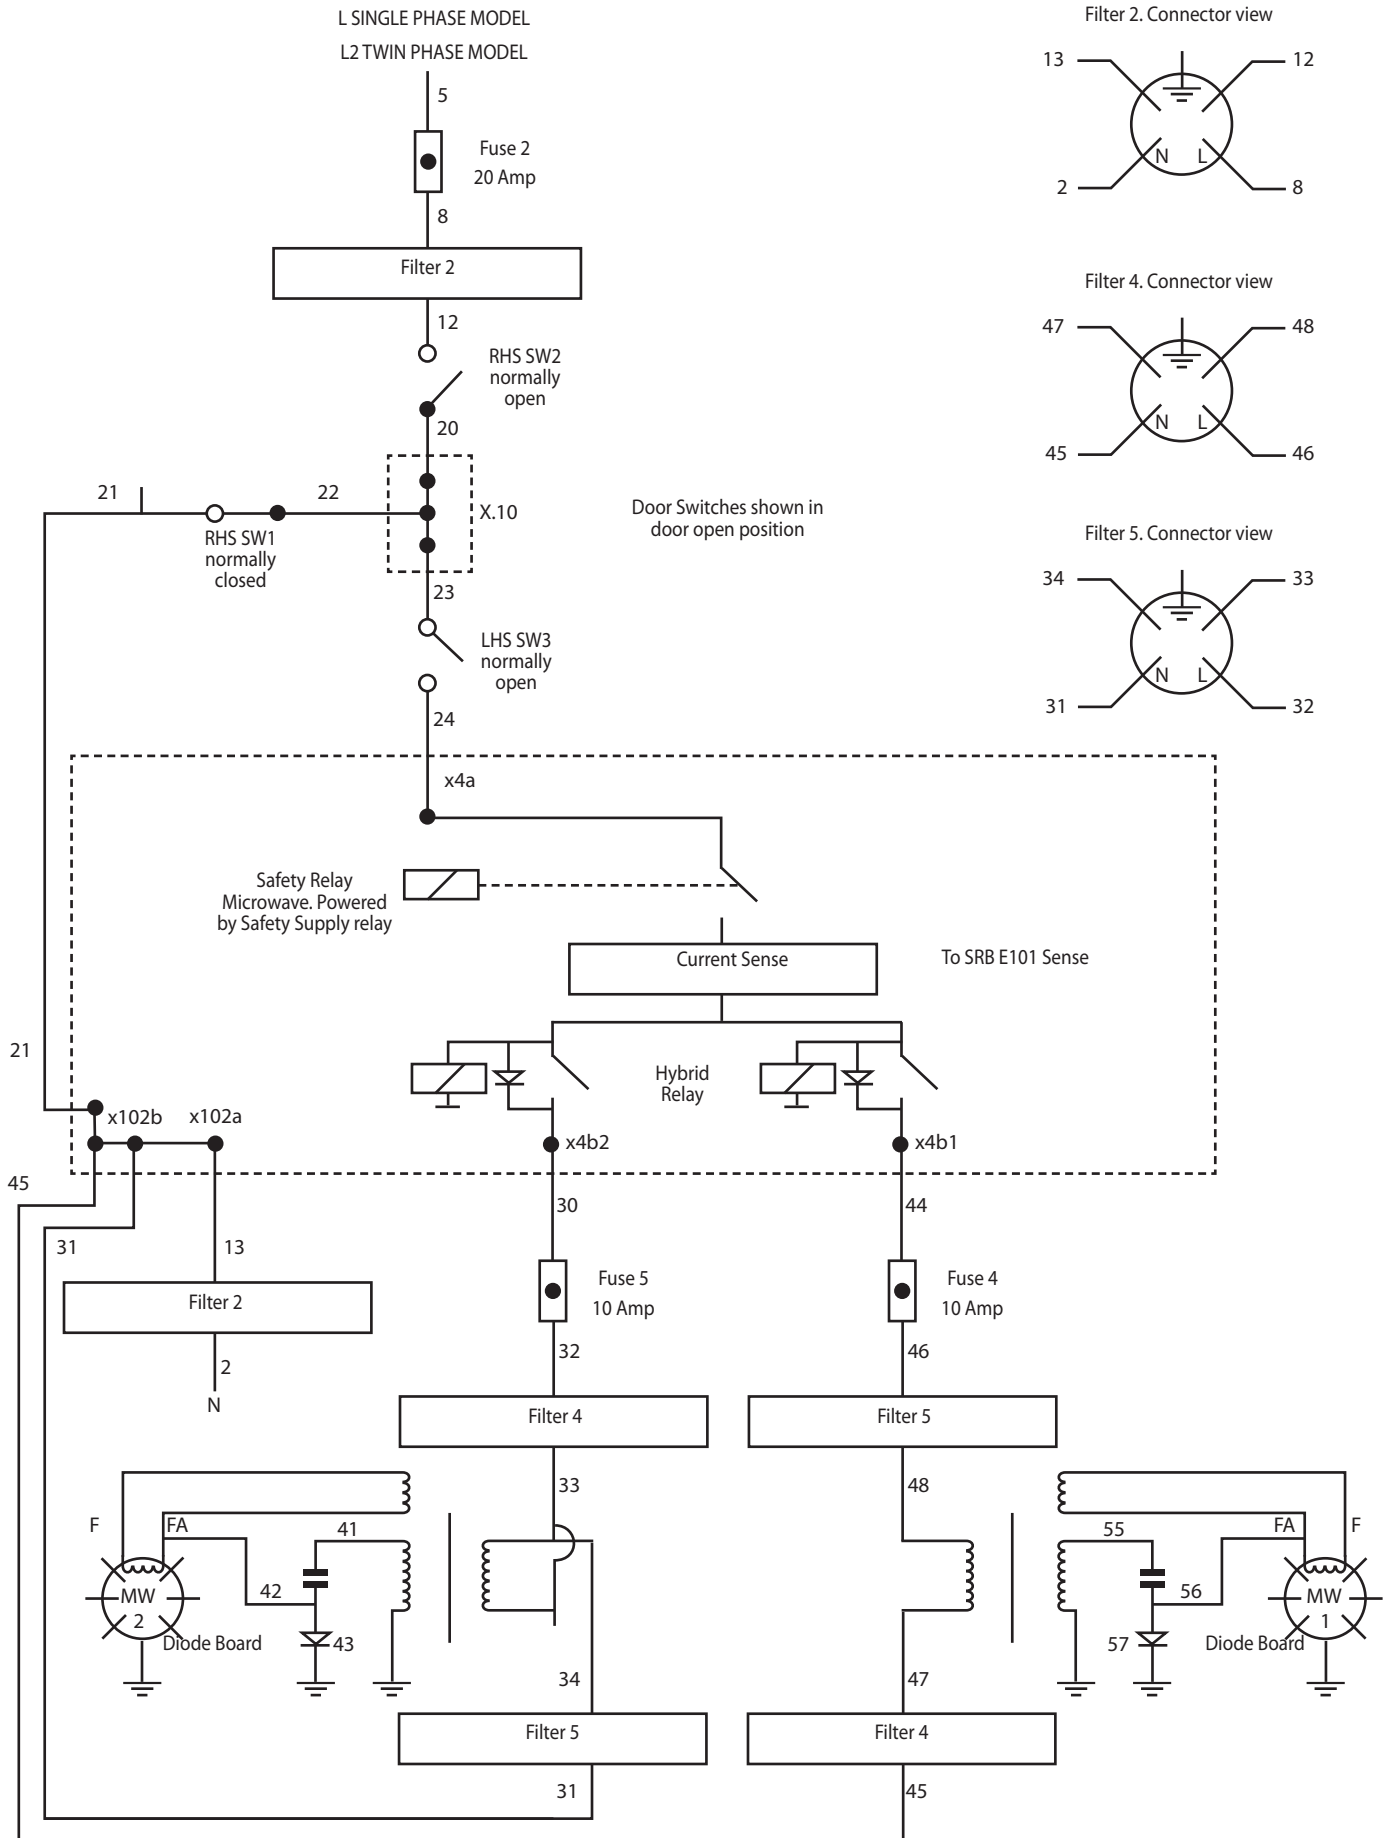 L SINGLE PHASE MODEL
L2 TWIN PHASE MODEL
5
Fuse 2
20 Amp
8
Filter 2
12
RHS SW2
normally
open
20
21
22
X.10
RHS SW1
normally
closed
Door Switches shown in
door open position
23
LHS SW3
normally
open
24
Filter 2. Connector view
13
12
N L
2
8
Filter 4. Connector view
47
48
N L
45
46
Filter 5. Connector view
34
33
N L
31
32
x4a
Safety Relay
Microwave. Powered
by Safety Supply relay
Current Sense
To SRB E101 Sense
Hybrid
Relay
21
x102b
x102a
x4b2
x4b1
45
30
44
31
13
Fuse 5
10 Amp
Fuse 4
10 Amp
Filter 2
32
46
2
N
Filter 4
Filter 5
33
48
F
FA
41
42
MW
2
Diode Board
43
55
FA
F
56
MW
1
57
Diode Board
34
47
Filter 5
Filter 4
31
45